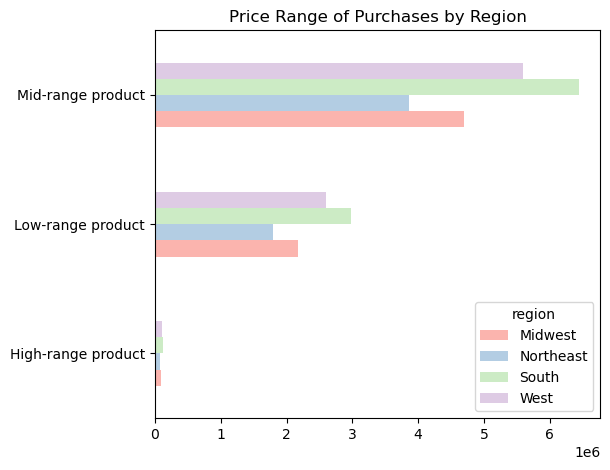 Price Range of Purchases by Region
Mid-range product
Low-range product
High-range product
region
Midwest
Northeast
South
West
0 1 2 3 4 5 6
1e6